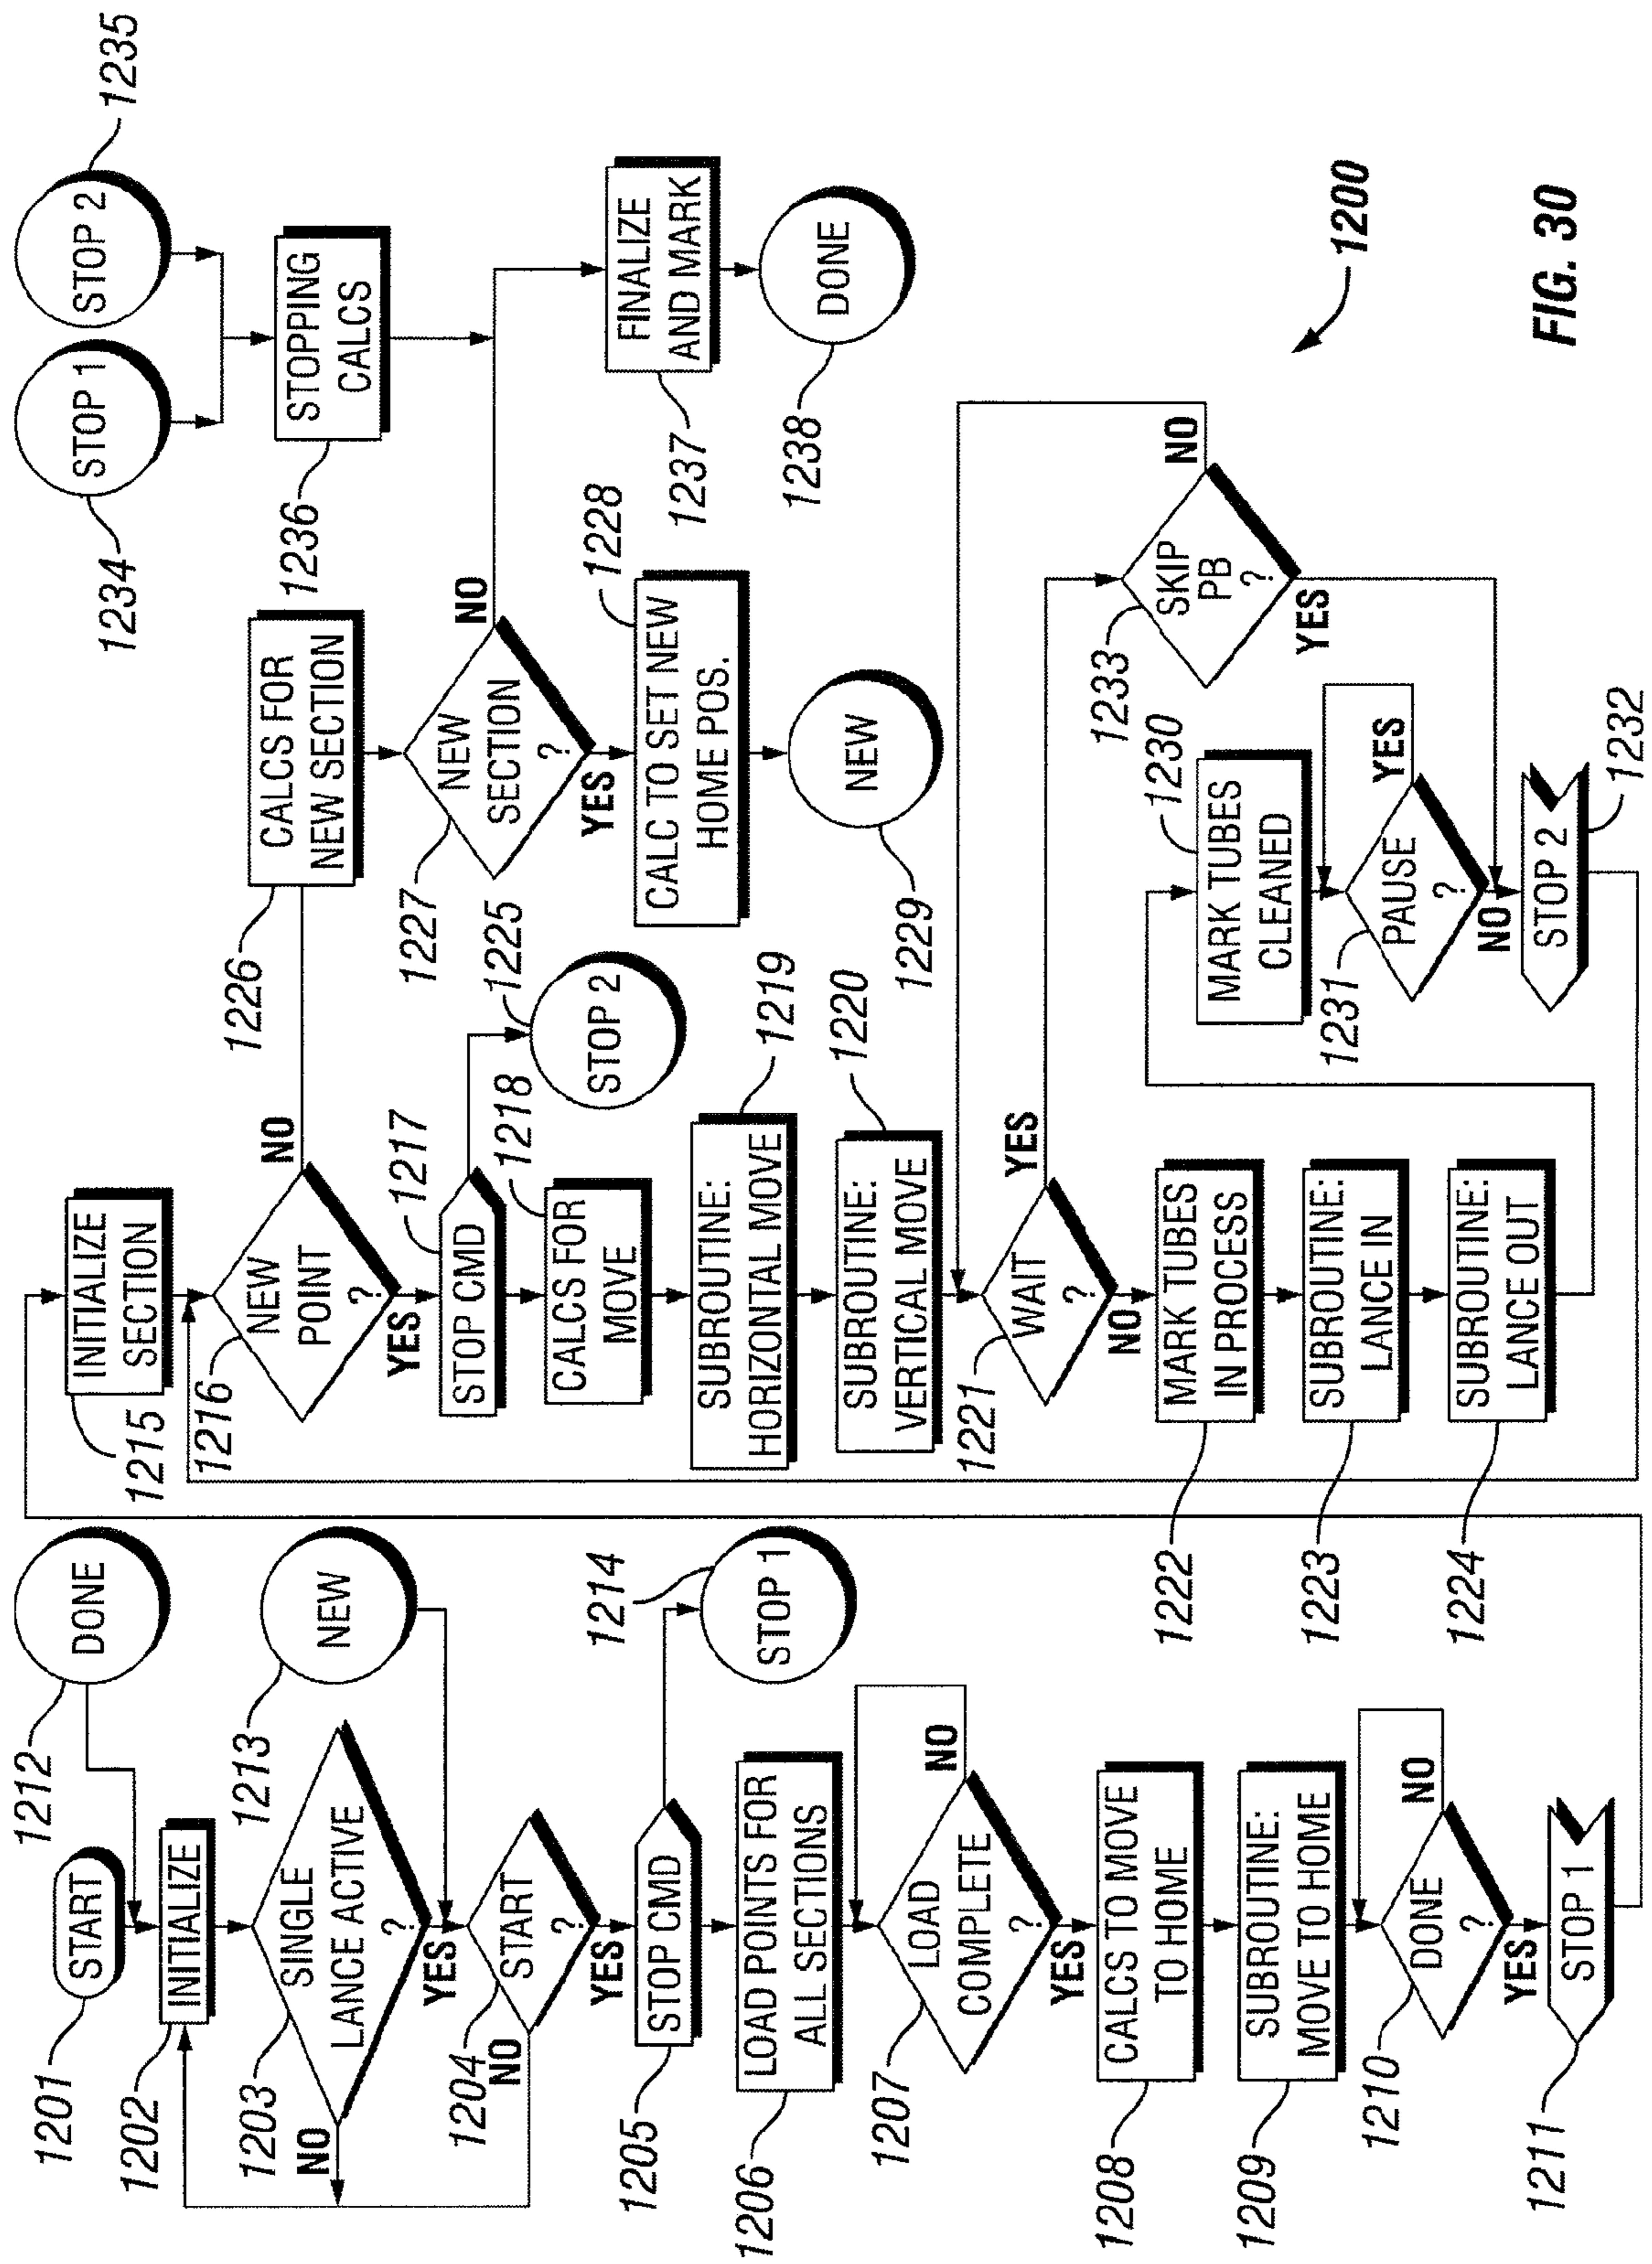 1201
START
1212
DONE
1202
INITIALIZE
1203
SINGLE
LANCE ACTIVE
?
NO
YES
1213
NEW
1204
START
?
NO
YES
1205
STOP CMD
1214
STOP 1
1206
LOAD POINTS FOR
ALL SECTIONS
1207
LOAD
COMPLETE
?
NO
YES
1208
CALCS TO MOVE
TO HOME
1209
SUBROUTINE:
MOVE TO HOME
1210
DONE
?
NO
YES
1211
STOP 1
1215
INITIALIZE
SECTION
1216
NEW
POINT
?
NO
YES
1217
STOP CMD
1218
CALCS FOR
MOVE
1225
STOP 2
1219
SUBROUTINE:
HORIZONTAL MOVE
1220
SUBROUTINE:
VERTICAL MOVE
1221
WAIT
?
YES
NO
1222
MARK TUBES
IN PROCESS
1223
SUBROUTINE:
LANCE IN
1224
SUBROUTINE:
LANCE OUT
1226
CALCS FOR
NEW SECTION
1227
NEW
SECTION
?
NO
YES
1228
CALC TO SET NEW
HOME POS.
1229
NEW
1230
MARK TUBES
CLEANED
1231
PAUSE
?
YES
NO
1232
STOP 2
1233
SKIP
PB
?
NO
YES
1234
STOP 1
1235
STOP 2
1236
STOPPING
CALCS
1237
FINALIZE
AND MARK
1238
DONE
1200
FIG. 30